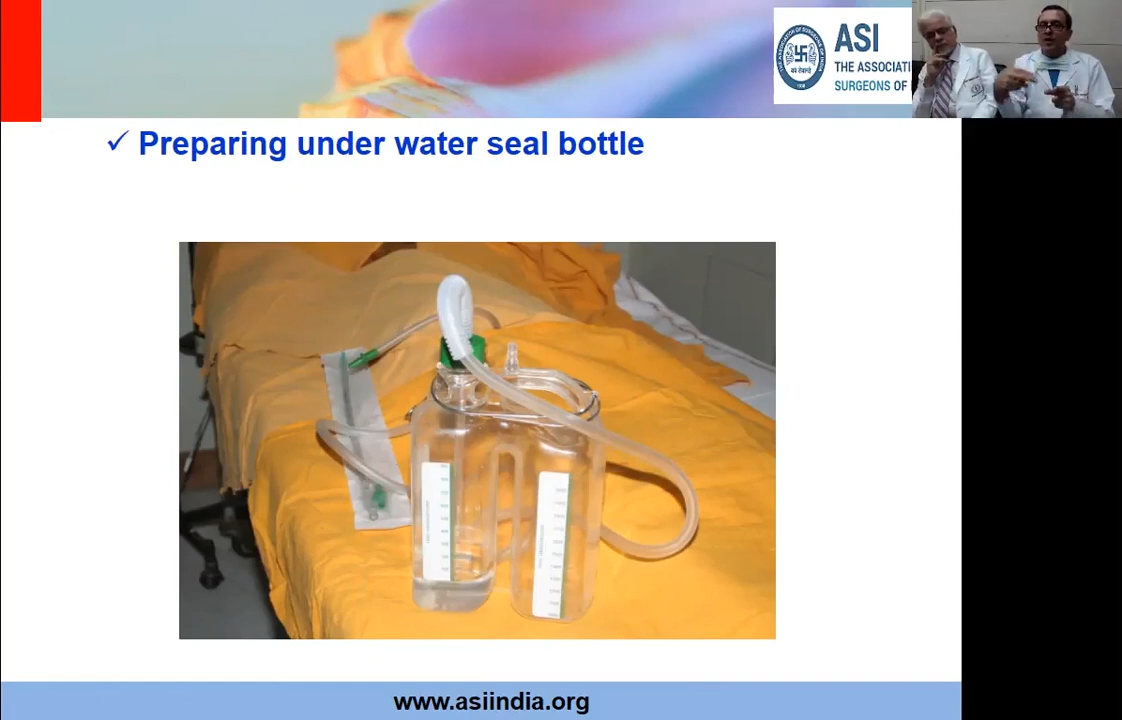 ASI
THE ASSOCIATI
SURGEONS OF
✓ Preparing under water seal bottle
www.asiindia.org